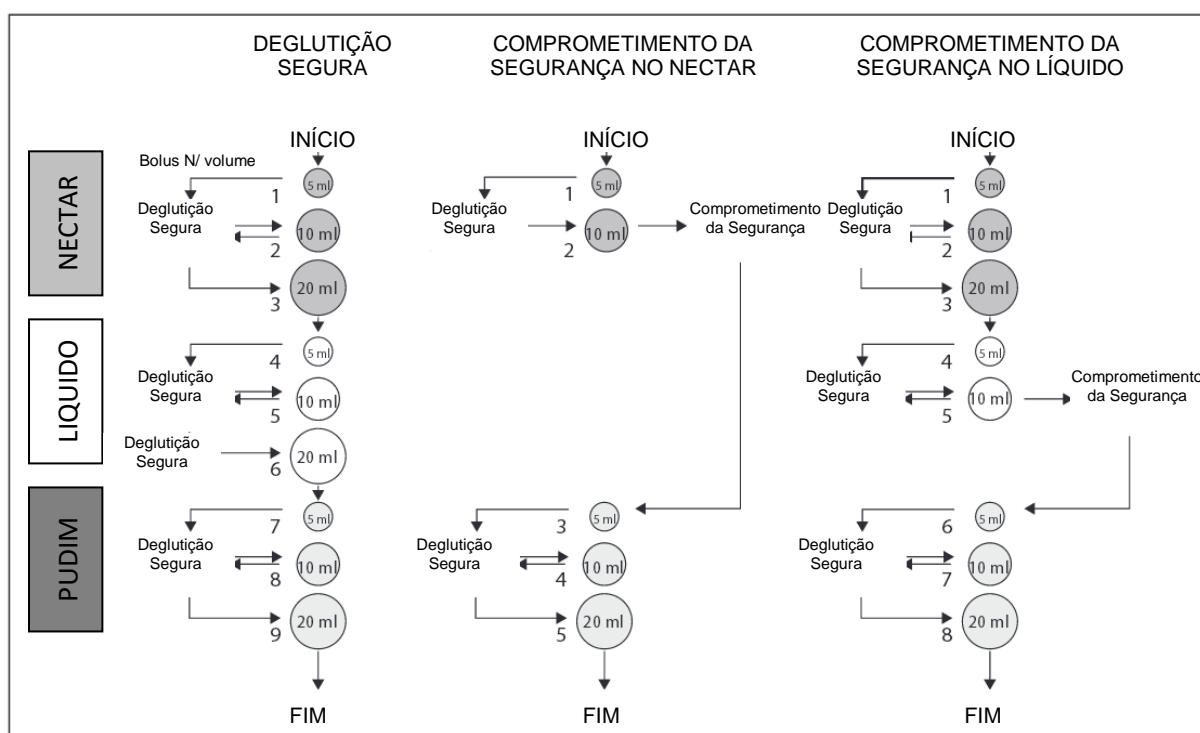 DEGLUTIÇÃO
SEGURA
COMPROMETIMENTO DA
SEGURANÇA NO NECTAR
COMPROMETIMENTO DA
SEGURANÇA NO LÍQUIDO
NECTAR
LIQUIDO
PUDIM
INÍCIO
Bolus N/ volume
5 ml
1
Deglutição
Segura
10 ml
2
20 ml
3
5 ml
4
Deglutição
Segura
10 ml
5
Deglutição
Segura
20 ml
6
5 ml
7
Deglutição
Segura
10 ml
8
20 ml
9
FIM
INÍCIO
5 ml
1
Deglutição
Segura
10 ml
2
Comprometimento
da Segurança
5 ml
3
Deglutição
Segura
10 ml
4
20 ml
5
FIM
INÍCIO
5 ml
1
Deglutição
Segura
10 ml
2
20 ml
3
5 ml
4
Deglutição
Segura
10 ml
5
Comprometimento
da Segurança
5 ml
6
Deglutição
Segura
10 ml
7
20 ml
8
FIM